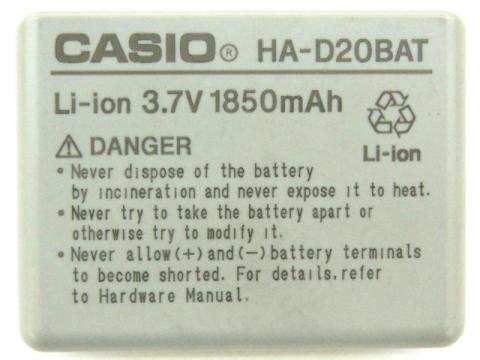 CASIO® HA-D20BAT
Li-ion 3.7V 1850mAh
Li-ion
⚠ DANGER
• Never dispose of the battery
by incineration and never expose it to heat.
• Never try to take the battery apart or
otherwise try to modify it.
• Never allow(+)and(−)battery terminals
to become shorted. For details,refer
to Hardware Manual.